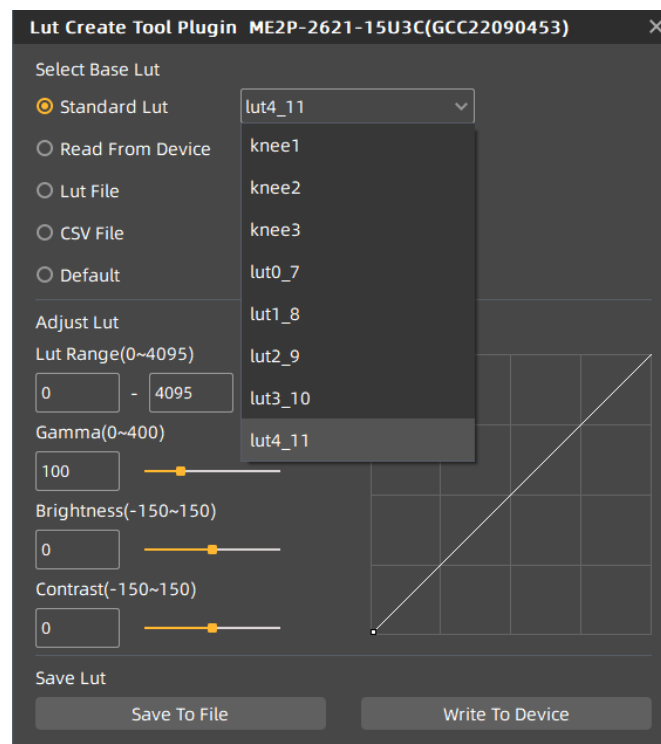 Lut Create Tool Plugin ME2P-2621-15U3C(GCC22090453)
Select Base Lut
Standard Lut
lut4_11
Read From Device
knee1
Lut File
knee2
CSV File
knee3
Default
lut0_7
lut1_8
lut2_9
lut3_10
lut4_11
Adjust Lut
Lut Range(0~4095)
0 - 4095
Gamma(0~400)
100
Brightness(-150~150)
0
Contrast(-150~150)
0
Save Lut
Save To File
Write To Device